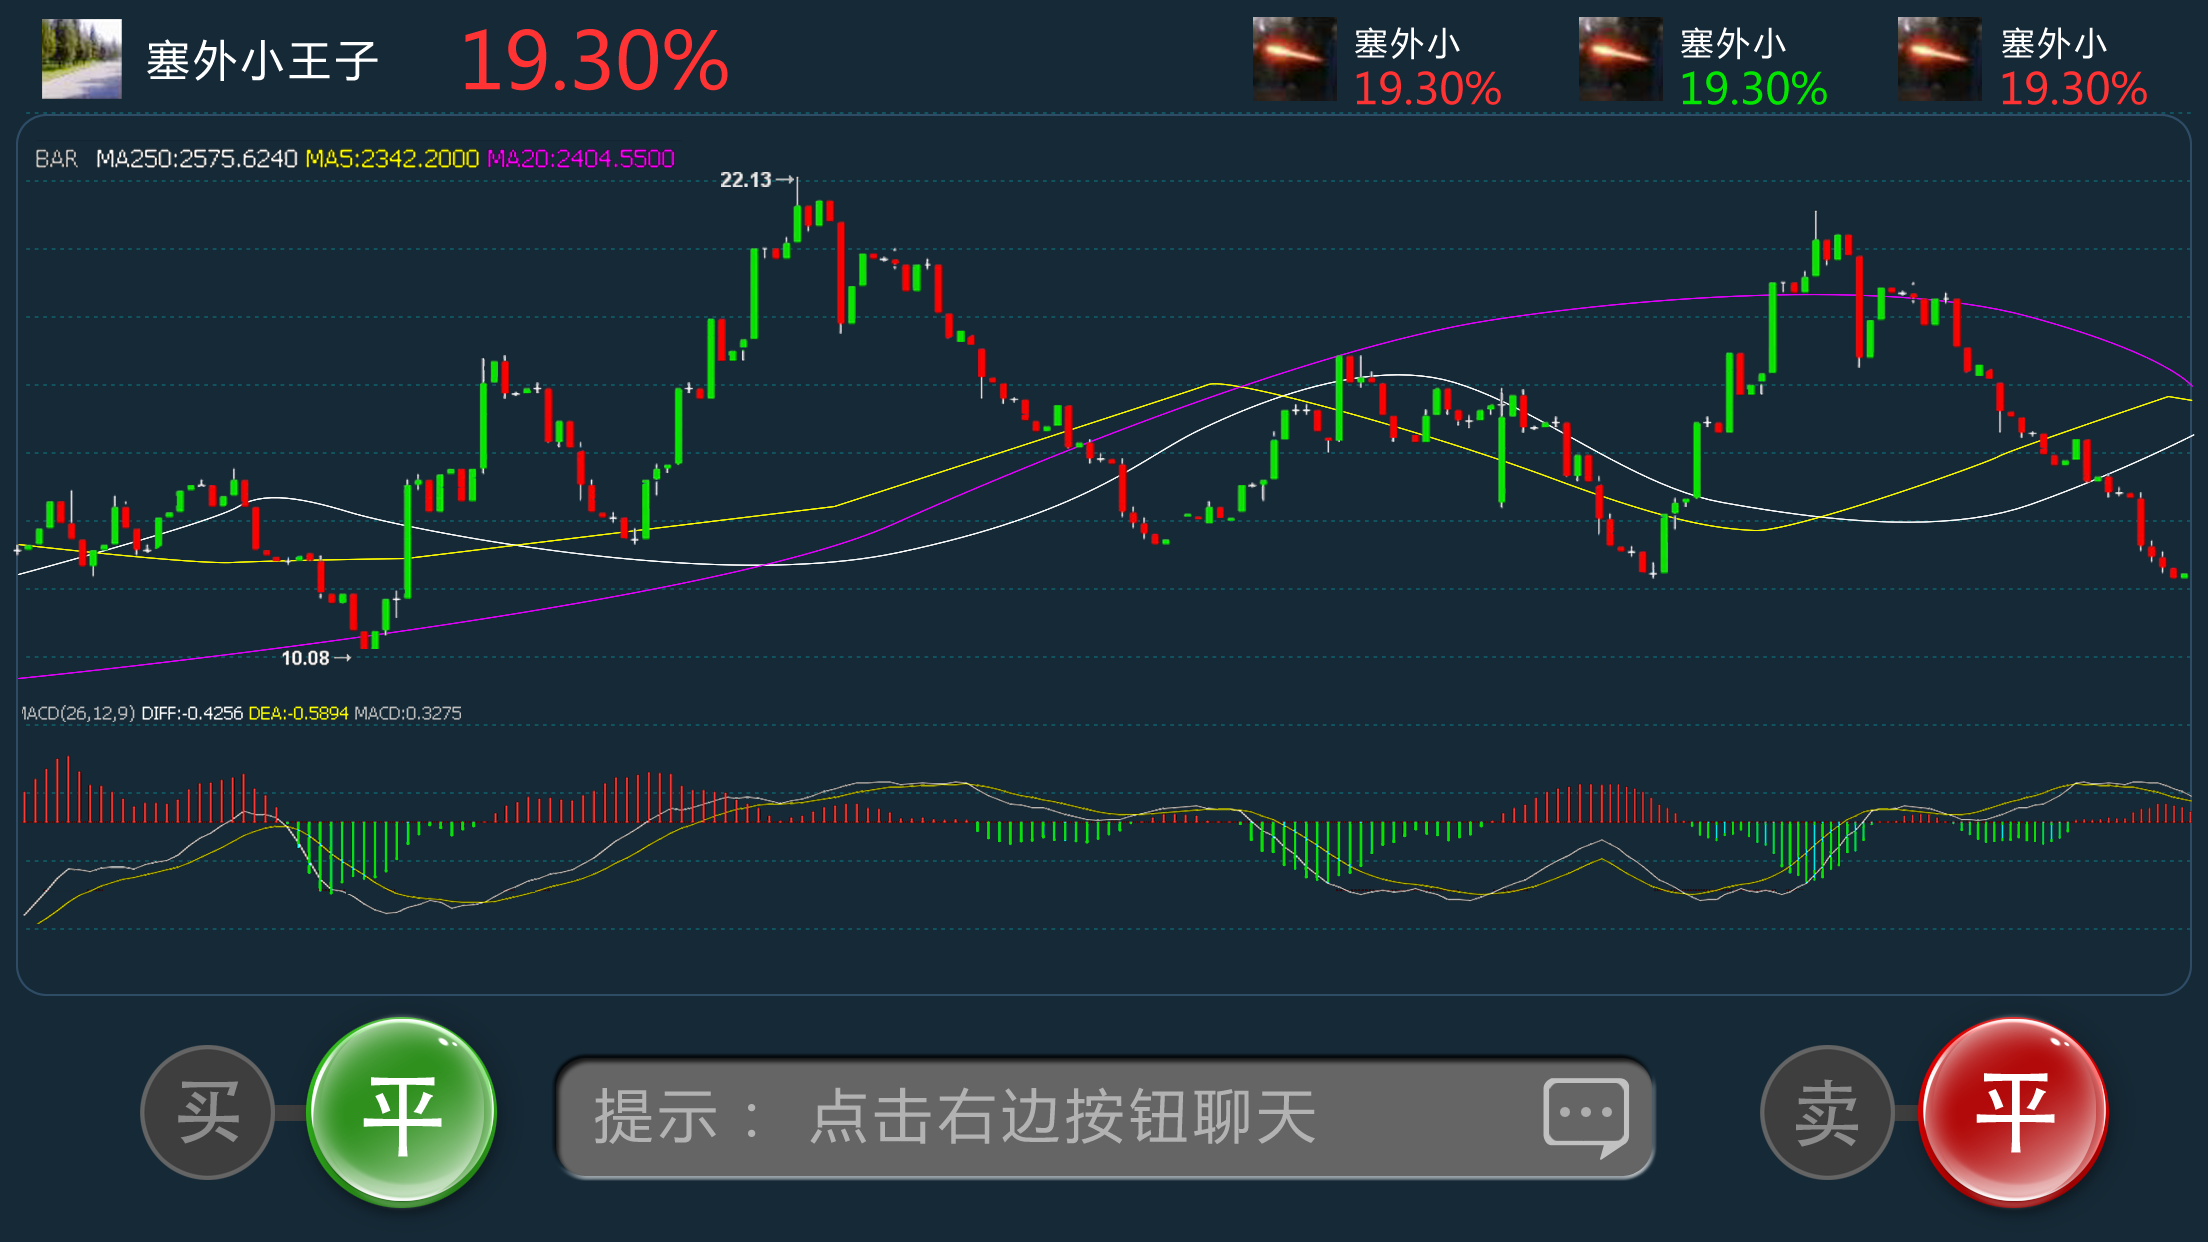 塞外小王子 19.30%
塞外小
19.30%
塞外小
19.30%
塞外小
19.30%
BAR MA250:2575.6240 MA5:2342.2000 MA20:2404.5500
22.13→
10.08→
MACD(26,12,9) DIFF:-0.4256 DEA:-0.5894 MACD:0.3275
买 平 提示： 点击右边按钮聊天 卖 平